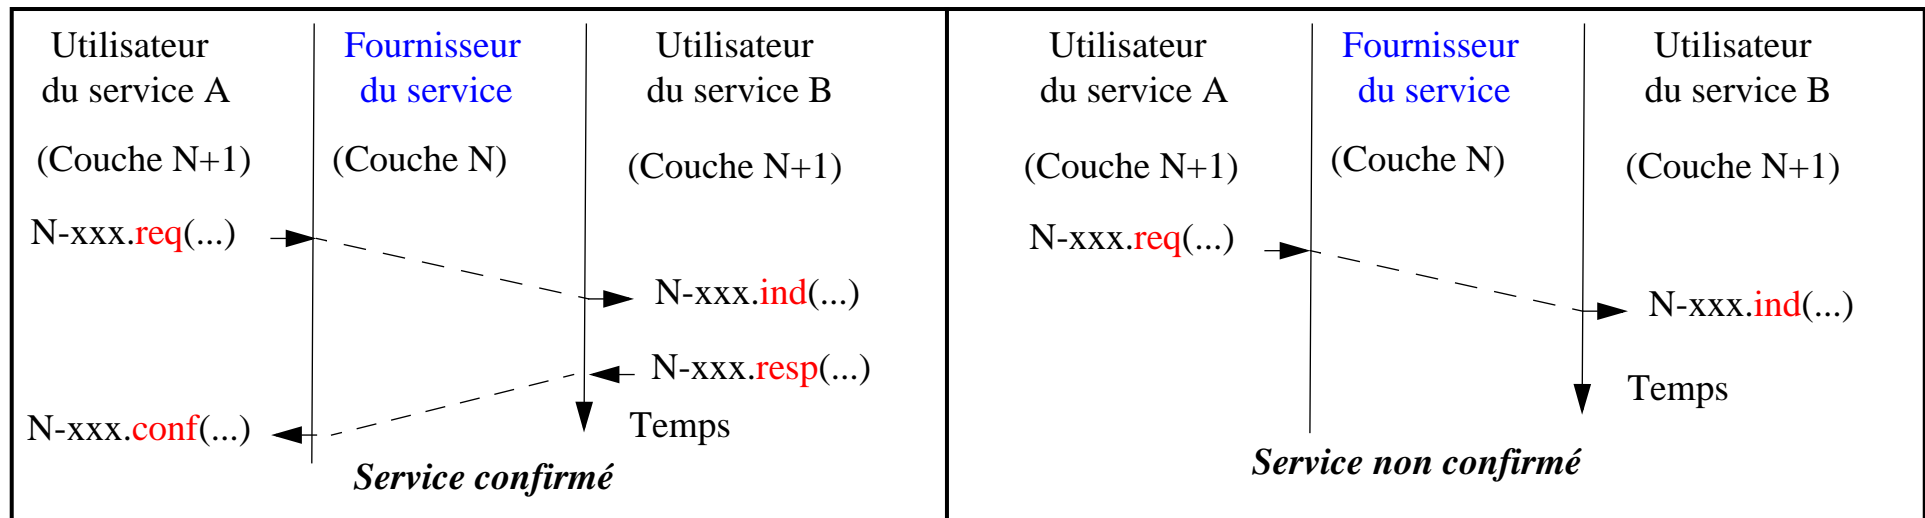 Utilisateur
du service A
Fournisseur
du service
Utilisateur
du service B
(Couche N+1)
(Couche N)
(Couche N+1)
N-xxx.req(...)
N-xxx.ind(...)
N-xxx.resp(...)
N-xxx.conf(...)
Temps
Service confirmé
Utilisateur
du service A
Fournisseur
du service
Utilisateur
du service B
(Couche N+1)
(Couche N)
(Couche N+1)
N-xxx.req(...)
N-xxx.ind(...)
Temps
Service non confirmé